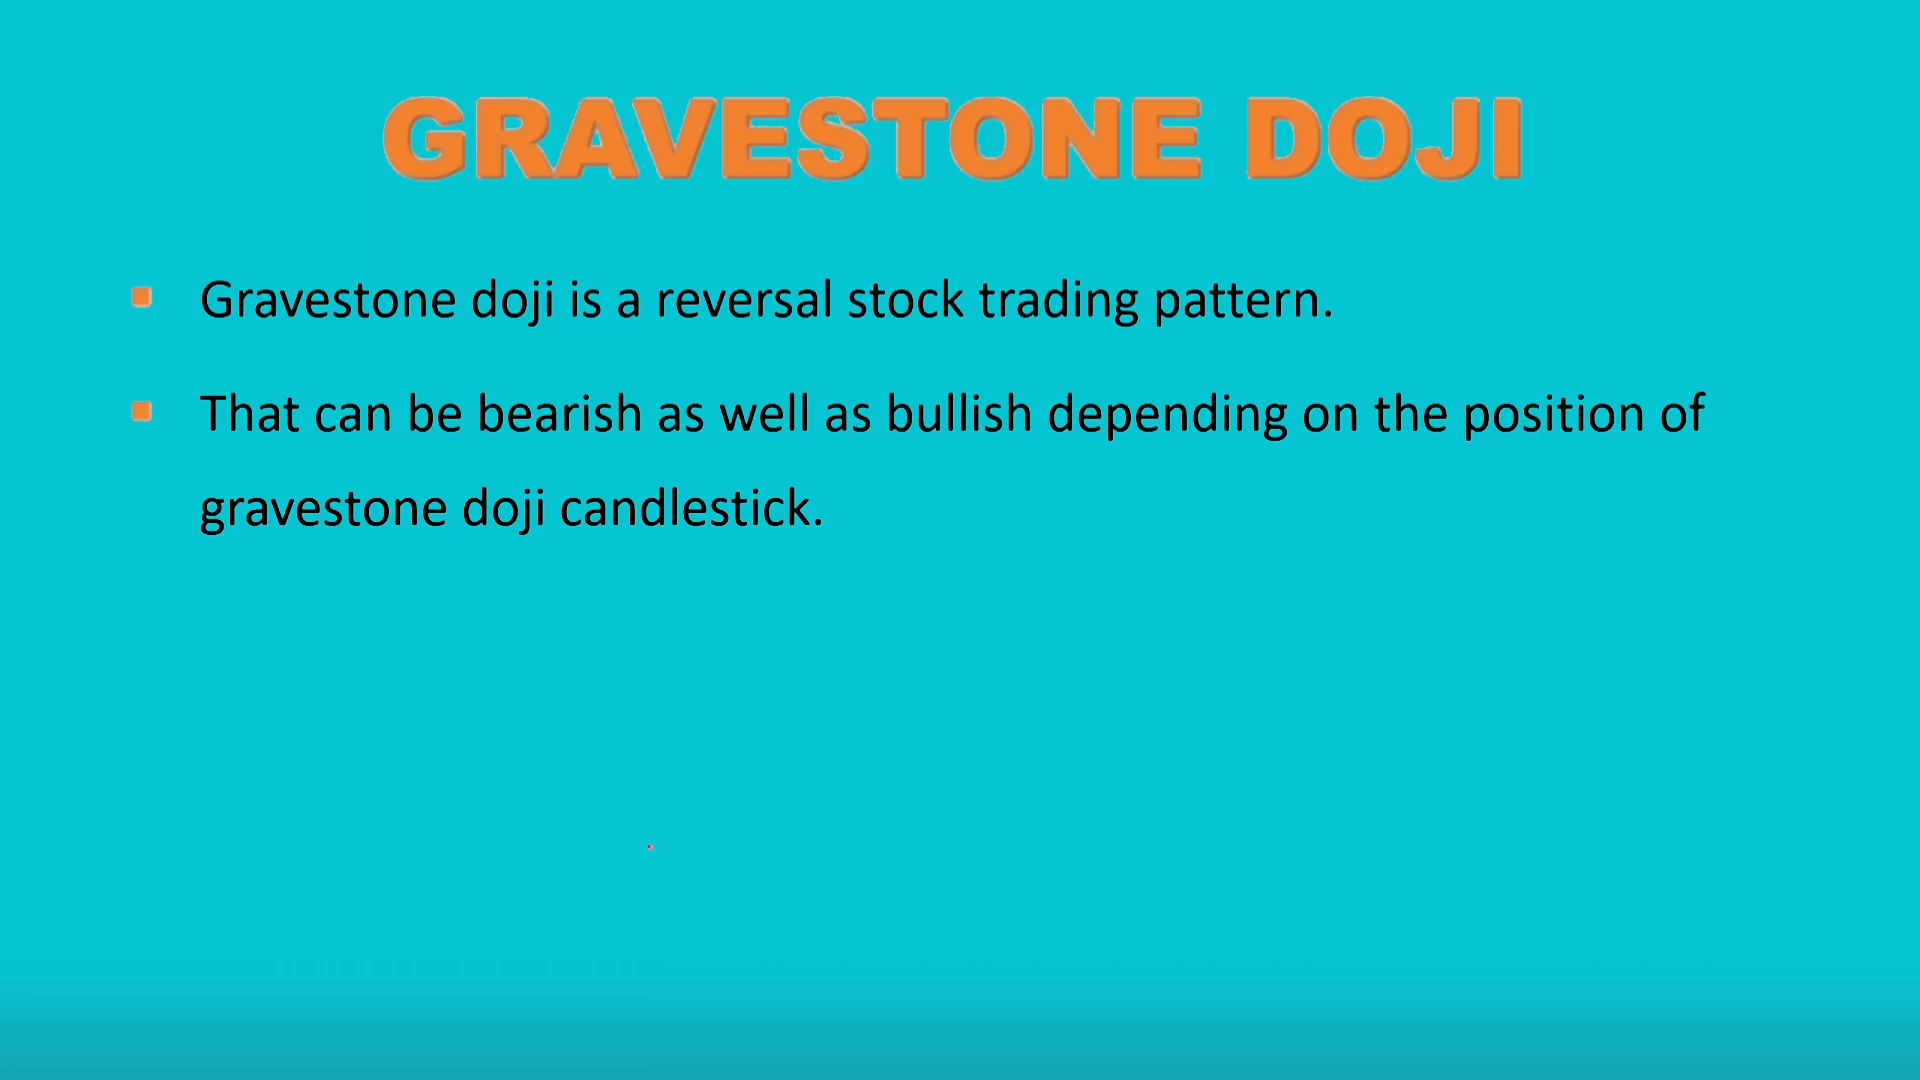 GRAVESTONE DOJI
Gravestone doji is a reversal stock trading pattern.
That can be bearish as well as bullish depending on the position of
gravestone doji candlestick.